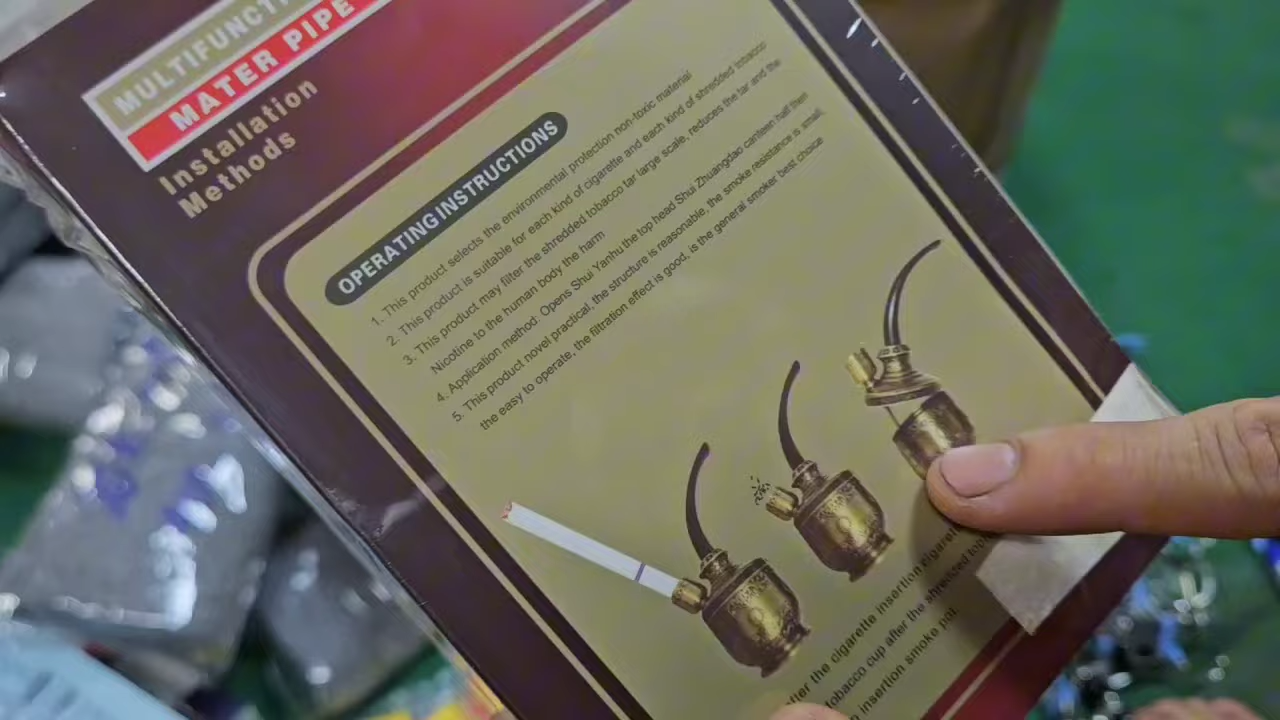 MULTIFUNCTI
MATER PIPE
Installation
Methods
OPERATING INSTRUCTIONS
1. This product selects the environmental protection non-toxic material
2. This product is suitable for each kind of cigarette and each kind of shredded tobacco
3. This product may filter the shredded tobacco tar large scale, reduces the tar and the
Nicotine to the human body the harm
4. Application method: Opens Shui Yanhu the top head Shui Zhuangdao canteen half then
5. This product novel practical, the structure is reasonable, the smoke resistance is small,
the easy to operate, the filtration effect is good, is the general smoker best choice
after the cigarette insertion cigaret
tobacco cup after the shredded to
insertion smoke pot.